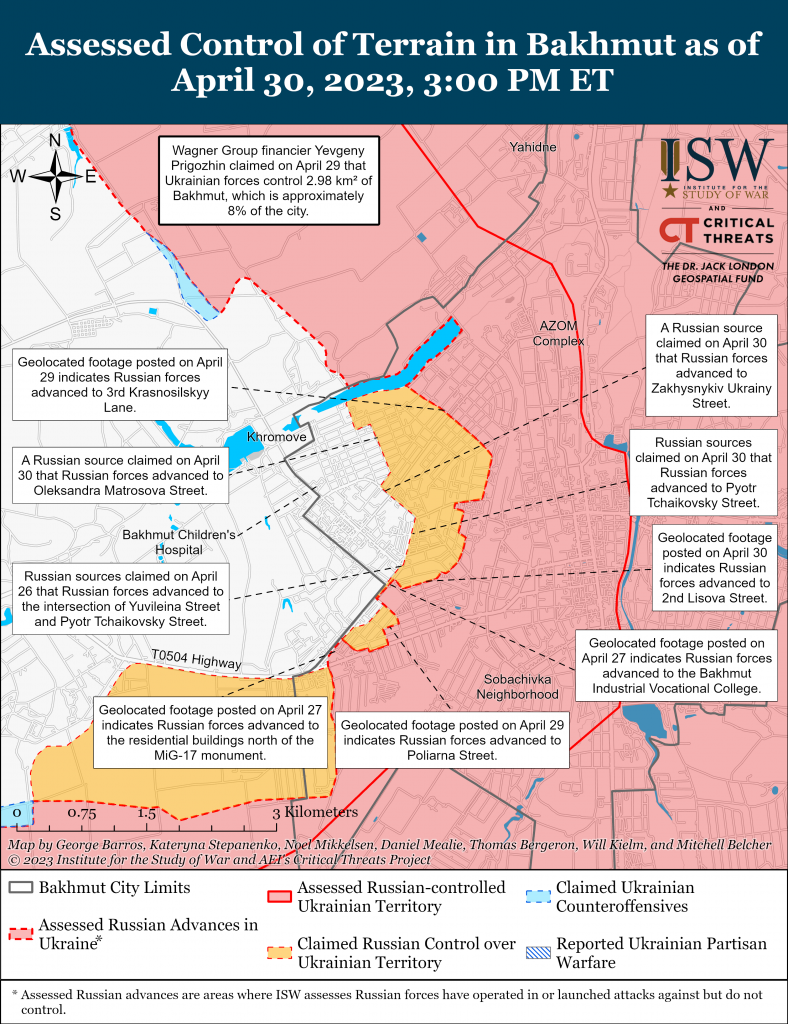 Assessed Control of Terrain in Bakhmut as of
April 30, 2023, 3:00 PM ET
N
W
E
S
Wagner Group financier Yevgeny
Prigozhin claimed on April 29 that
Ukrainian forces control 2.98 km² of
Bakhmut, which is approximately
8% of the city.
Yahidne
ISW
INSTITUTE FOR THE
STUDY OF WAR
AND
CT CRITICAL
THREATS
THE DR. JACK LONDON
GEOSPATIAL FUND
AZOM
Complex
A Russian source
claimed on April 30
that Russian forces
advanced to
Zakhysnykiv Ukrainy
Street.
Geolocated footage posted on April
29 indicates Russian forces
advanced to 3rd Krasnosilskyy
Lane.
Khromove
Russian sources
claimed on April 30 that
Russian forces
advanced to Pyotr
Tchaikovsky Street.
A Russian source claimed on April
30 that Russian forces advanced to
Oleksandra Matrosova Street.
Bakhmut Children's
Hospital
Geolocated footage
posted on April 30
indicates Russian
forces advanced to
2nd Lisova Street.
Russian sources claimed on April
26 that Russian forces advanced to
the intersection of Yuvileina Street
and Pyotr Tchaikovsky Street.
Geolocated footage posted on
April 27 indicates Russian forces
advanced to the Bakhmut
Industrial Vocational College.
T0504 Highway
Sobachivka
Neighborhood
Geolocated footage posted on April 27
indicates Russian forces advanced to
the residential buildings north of the
MiG-17 monument.
Geolocated footage posted on April 29
indicates Russian forces advanced to
Poliarna Street.
0 0.75 1.5 3 Kilometers
Map by George Barros, Kateryna Stepanenko, Noel Mikkelsen, Daniel Mealie, Thomas Bergeron, Will Kielm, and Mitchell Belcher
© 2023 Institute for the Study of War and AEI's Critical Threats Project
Bakhmut City Limits
Assessed Russian Advances in
Ukraine*
Assessed Russian-controlled
Ukrainian Territory
Claimed Russian Control over
Ukrainian Territory
Claimed Ukrainian
Counteroffensives
Reported Ukrainian Partisan
Warfare
* Assessed Russian advances are areas where ISW assesses Russian forces have operated in or launched attacks against but do not
control.